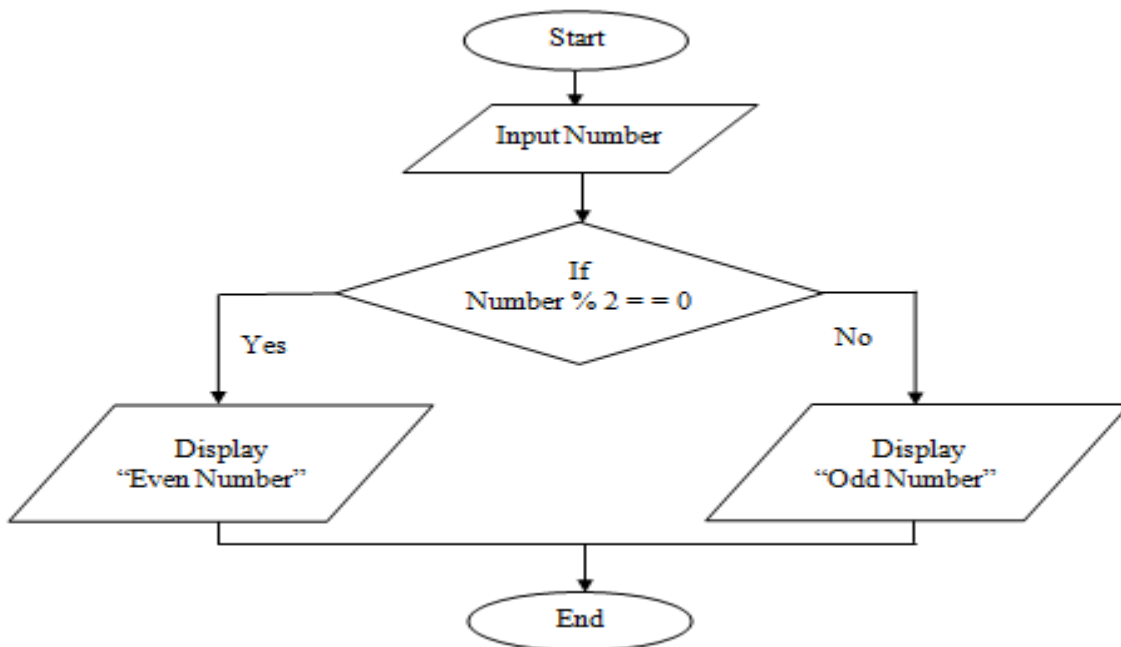 Start
Input Number
If
Number % 2 = = 0
Yes
No
Display
“Even Number”
Display
“Odd Number”
End